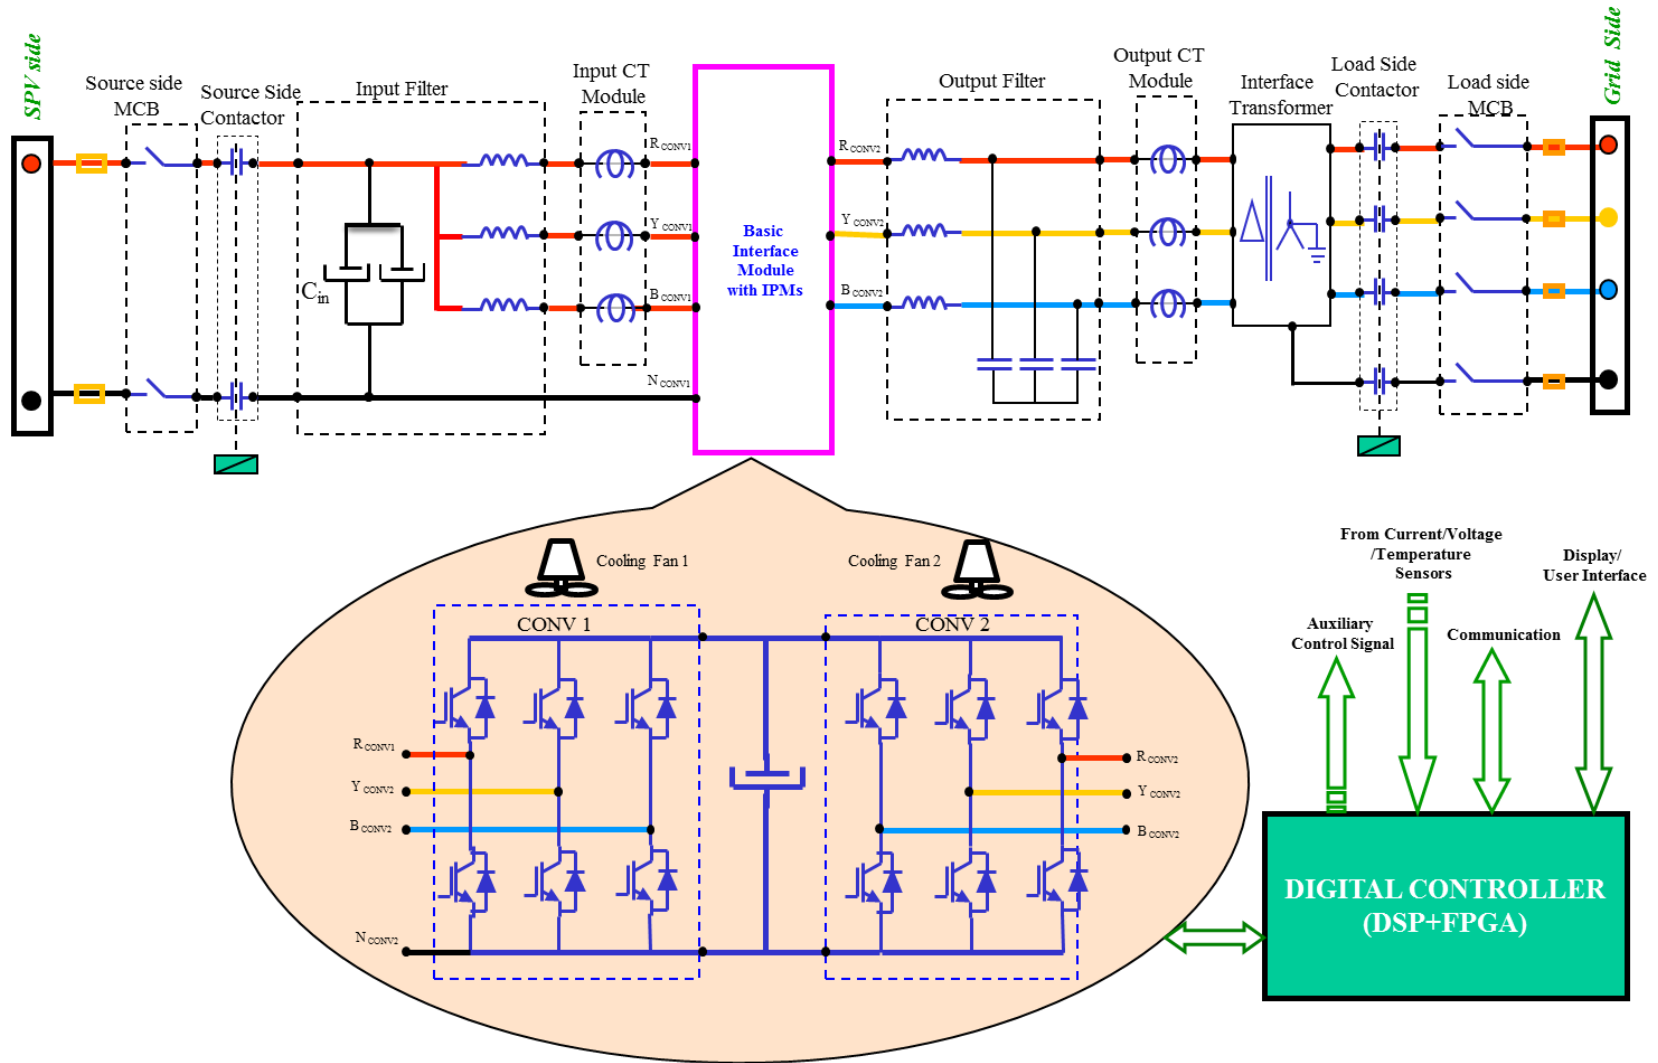 SPV side
Source side
MCB
Source Side
Contactor
Input Filter
Input CT
Module
Output Filter
Output CT
Module
Interface
Transformer
Load Side
Contactor
Load side
MCB
Grid Side
R CONV1
Y CONV1
B CONV1
N CONV1
C in
Basic
Interface
Module
with IPMs
R CONV2
Y CONV2
B CONV2
Cooling Fan 1
Cooling Fan 2
CONV 1
CONV 2
R CONV1
Y CONV2
B CONV2
N CONV2
R CONV2
Y CONV2
B CONV2
From Current/Voltage
/Temperature
Sensors
Display/
User Interface
Auxiliary
Control Signal
Communication
DIGITAL CONTROLLER
(DSP+FPGA)